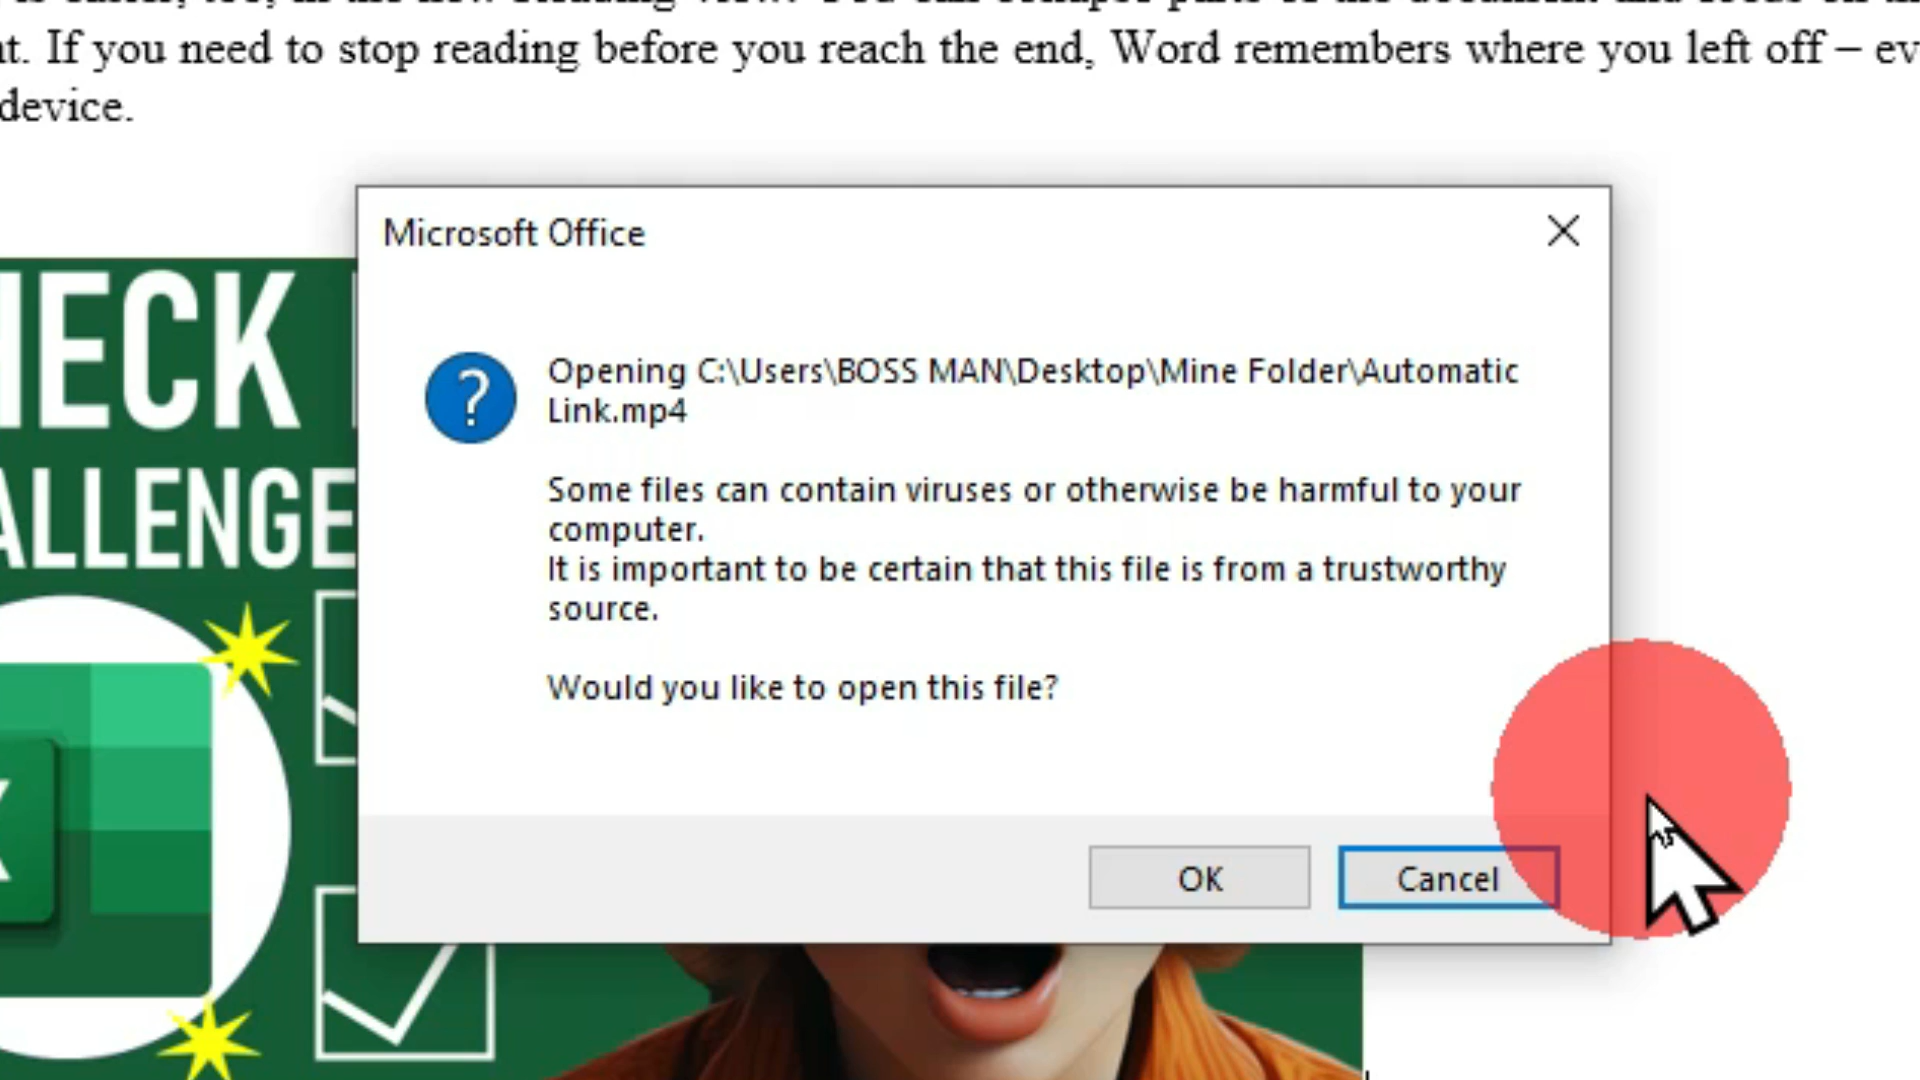 t. If you need to stop reading before you reach the end, Word remembers where you left off – ev
device.
Microsoft Office
HECK
ALLENGE
Opening C:\Users\BOSS MAN\Desktop\Mine Folder\Automatic
Link.mp4
Some files can contain viruses or otherwise be harmful to your
computer.
It is important to be certain that this file is from a trustworthy
source.
Would you like to open this file?
OK
Cancel